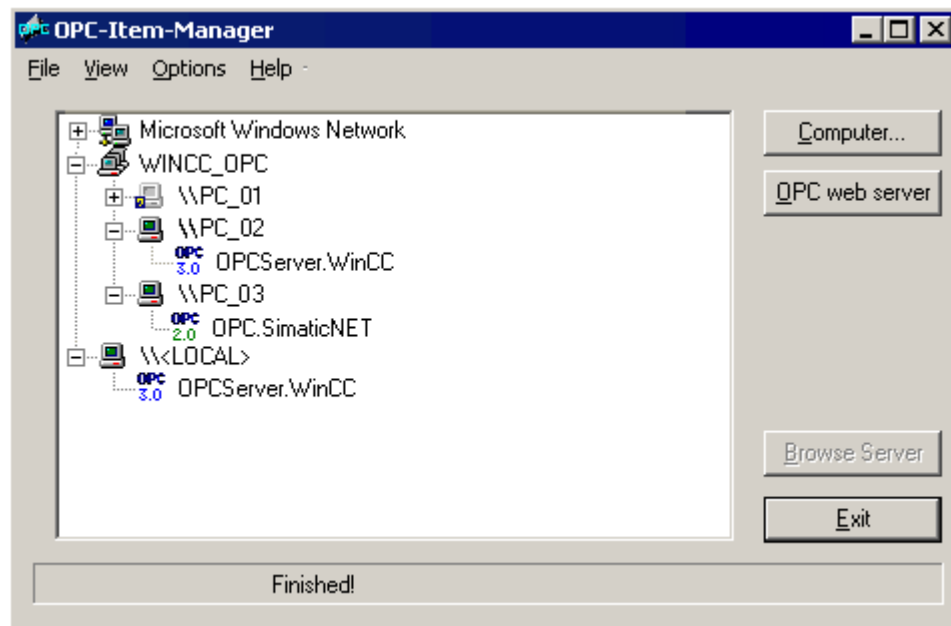 OPC OPC-Item-Manager
File View Options Help
Microsoft Windows Network
Computer...
WINCC_OPC
\\PC_01
OPC web server
\\PC_02
OPC 3.0 OPCServer.WinCC
\\PC_03
OPC 2.0 OPC.SimaticNET
\\<LOCAL>
OPC 3.0 OPCServer.WinCC
Browse Server
Exit
Finished!